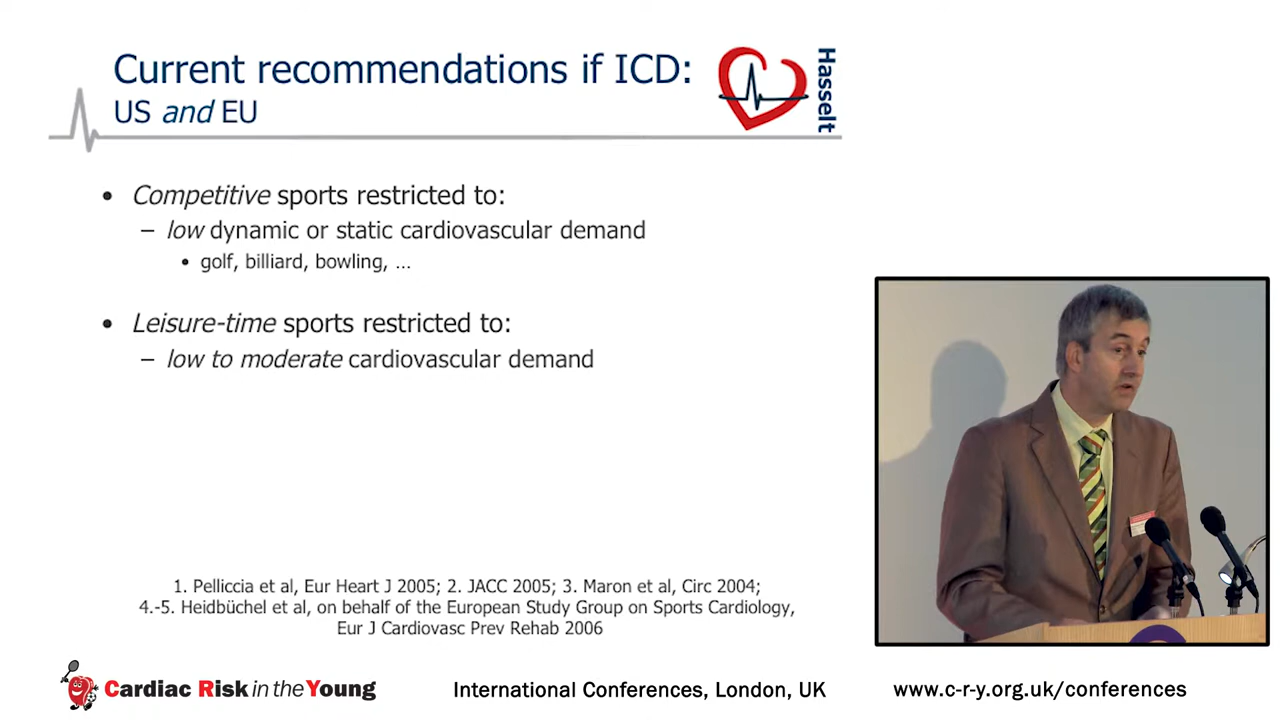 Current recommendations if ICD:
US and EU
Hasselt
• Competitive sports restricted to:
– low dynamic or static cardiovascular demand
• golf, billiard, bowling, ...
• Leisure-time sports restricted to:
– low to moderate cardiovascular demand
1. Pelliccia et al, Eur Heart J 2005; 2. JACC 2005; 3. Maron et al, Circ 2004;
4.-5. Heidbüchel et al, on behalf of the European Study Group on Sports Cardiology,
Eur J Cardiovasc Prev Rehab 2006
Cardiac Risk in the Young
International Conferences, London, UK
www.c-r-y.org.uk/conferences